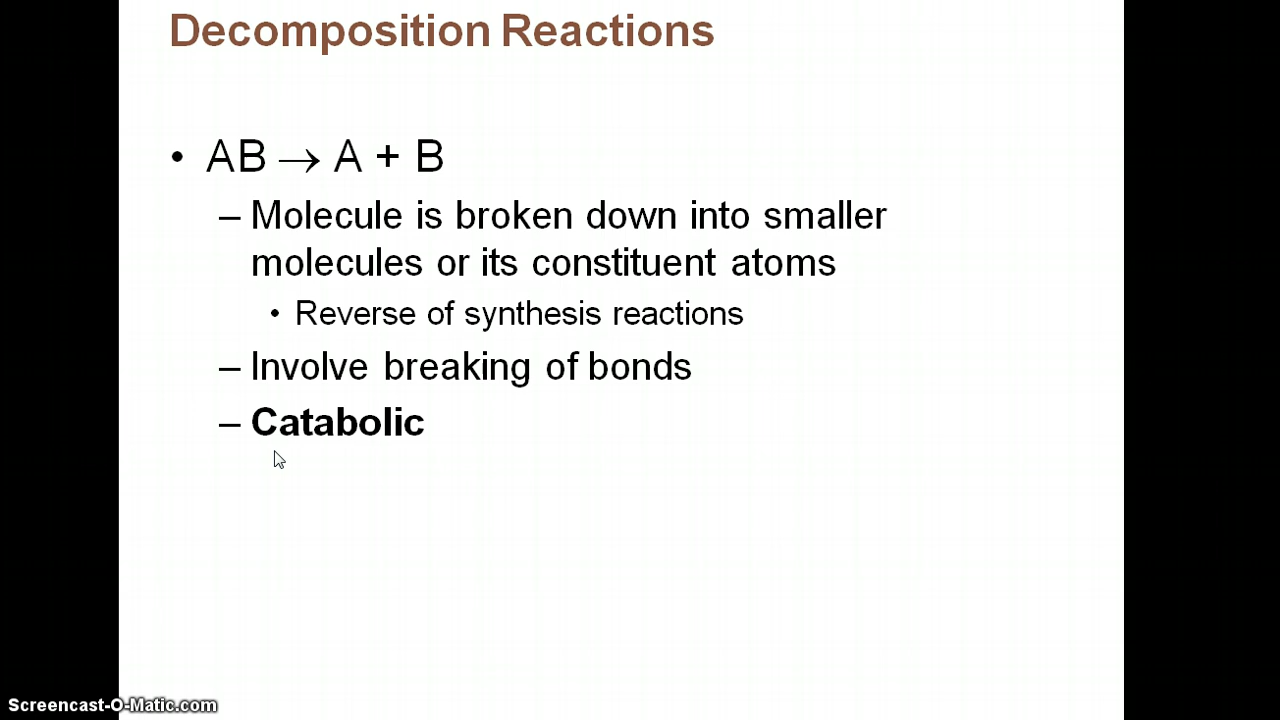 Decomposition Reactions
• AB → A + B
– Molecule is broken down into smaller
molecules or its constituent atoms
• Reverse of synthesis reactions
– Involve breaking of bonds
– Catabolic
Screencast-O-Matic.com